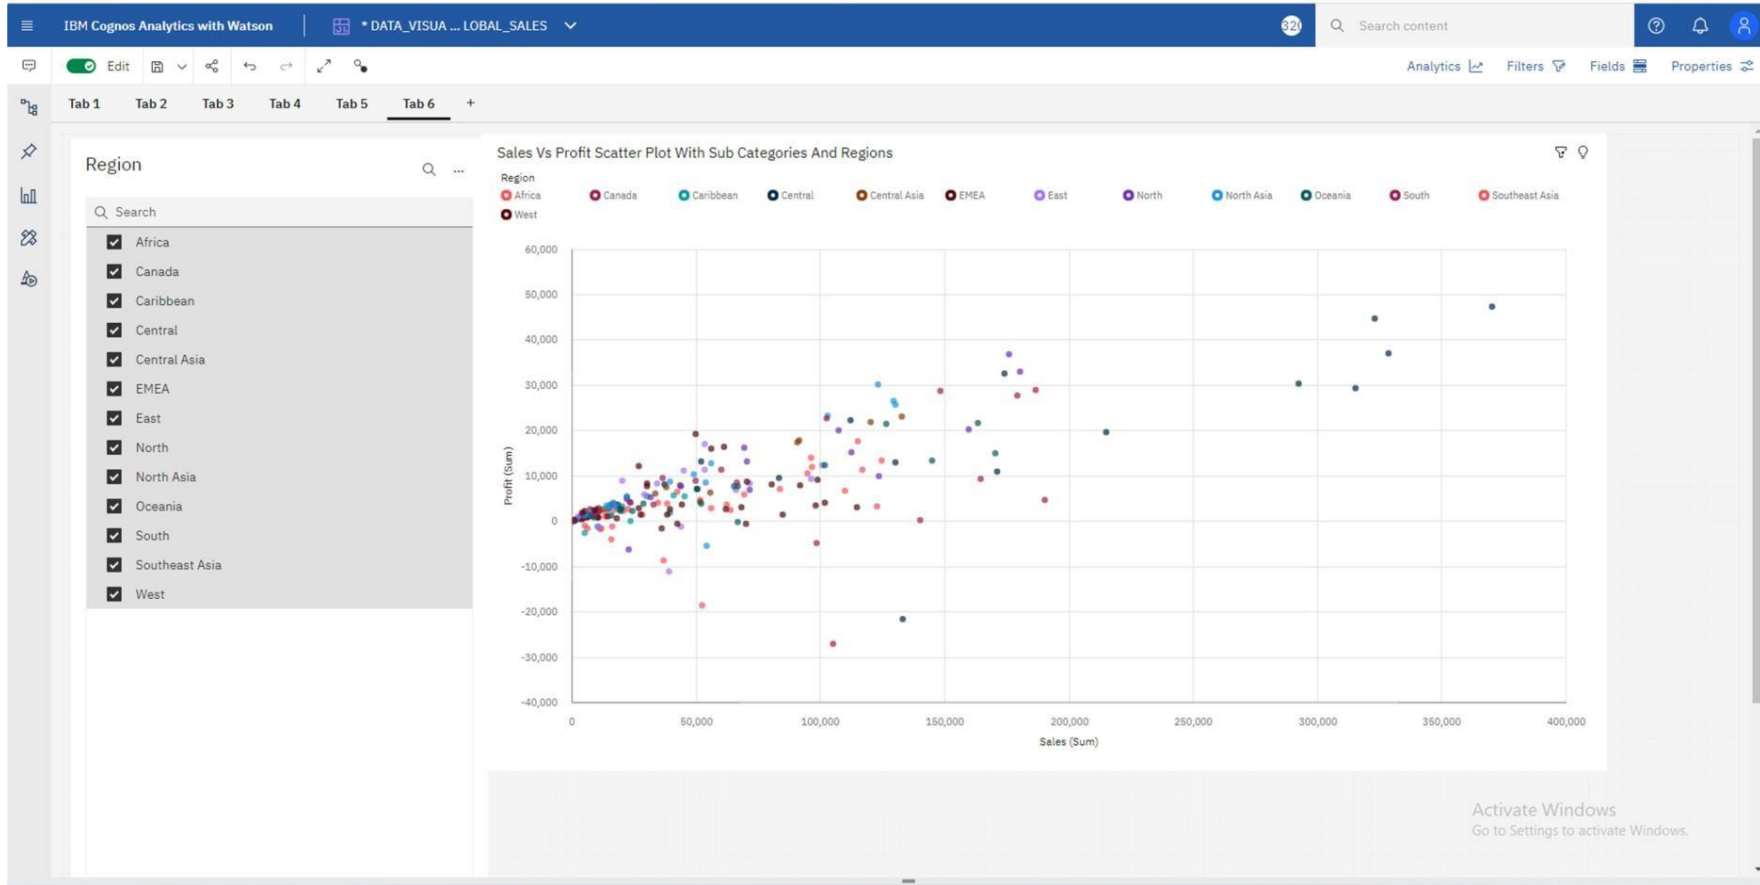 IBM Cognos Analytics with Watson
* DATA_VISUA ... LOBAL_SALES
Search content
Edit
Analytics
Filters
Fields
Properties
Tab 1 Tab 2 Tab 3 Tab 4 Tab 5 Tab 6 +
Region
...
Search
Africa
Canada
Caribbean
Central
Central Asia
EMEA
East
North
North Asia
Oceania
South
Southeast Asia
West
Sales Vs Profit Scatter Plot With Sub Categories And Regions
Region
Africa Canada Caribbean Central Central Asia EMEA East North North Asia Oceania South Southeast Asia
West
60,000
50,000
40,000
30,000
20,000
10,000
0
-10,000
-20,000
-30,000
-40,000
Profit (Sum)
0 50,000 100,000 150,000 200,000 250,000 300,000 350,000 400,000
Sales (Sum)
Activate Windows
Go to Settings to activate Windows.